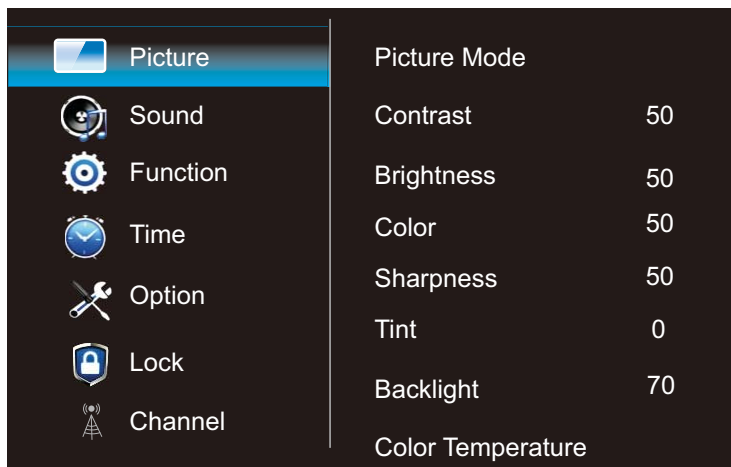 Picture
Sound
Function
Time
Option
Lock
Channel
Picture Mode
Contrast 50
Brightness 50
Color 50
Sharpness 50
Tint 0
Backlight 70
Color Temperature